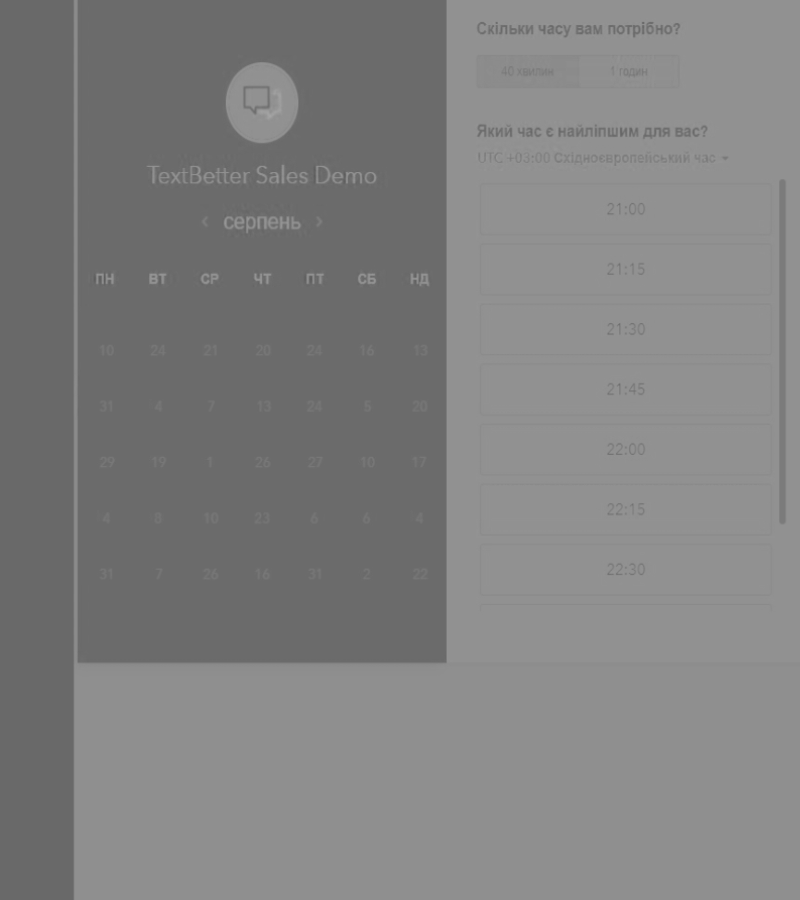 TextBetter Sales Demo
серпень
ПН ВТ СР ЧТ ПТ СБ НД
10 24 21 20 24 16 13
31 4 7 13 24 5 20
29 19 1 26 27 10 17
4 8 10 23 6 6 4
31 7 26 16 31 2 22
Скільки часу вам потрібно?
40 хвилин 1 годин
Який час є найліпшим для вас?
UTC +03:00 Східноєвропейський час
21:00
21:15
21:30
21:45
22:00
22:15
22:30